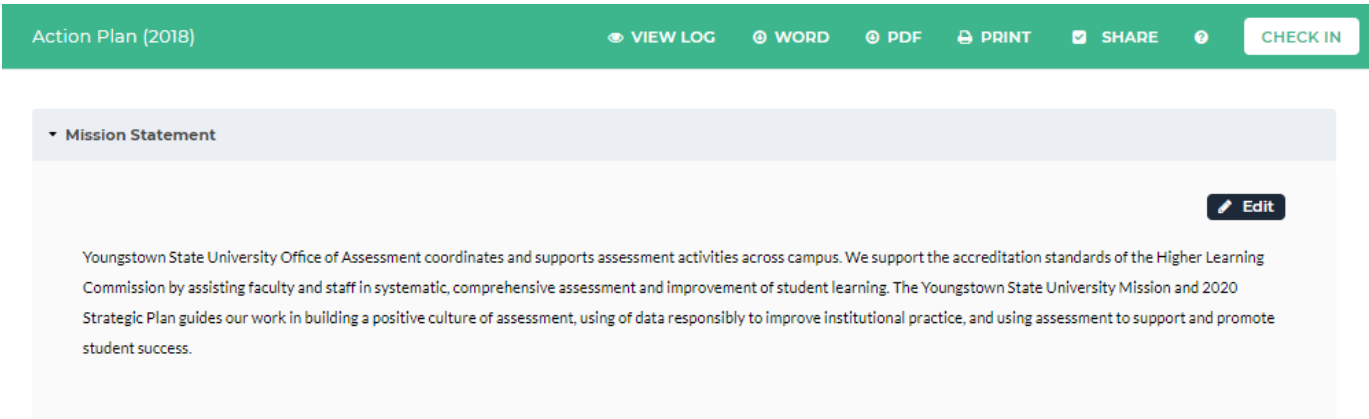 Action Plan (2018)
VIEW LOG WORD PDF PRINT SHARE ? CHECK IN
Mission Statement
Edit
Youngstown State University Office of Assessment coordinates and supports assessment activities across campus. We support the accreditation standards of the Higher Learning
Commission by assisting faculty and staff in systematic, comprehensive assessment and improvement of student learning. The Youngstown State University Mission and 2020
Strategic Plan guides our work in building a positive culture of assessment, using of data responsibly to improve institutional practice, and using assessment to support and promote
student success.